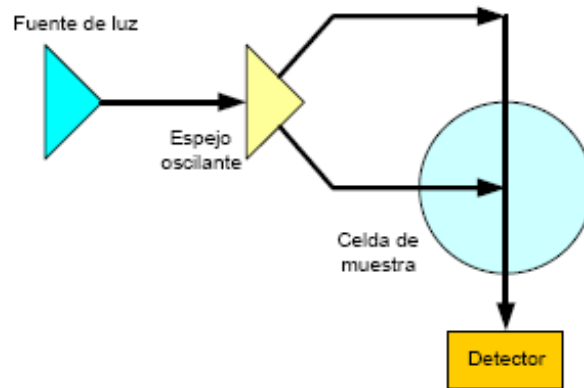 Fuente de luz
Espejo
oscilante
Celda de
muestra
Detector